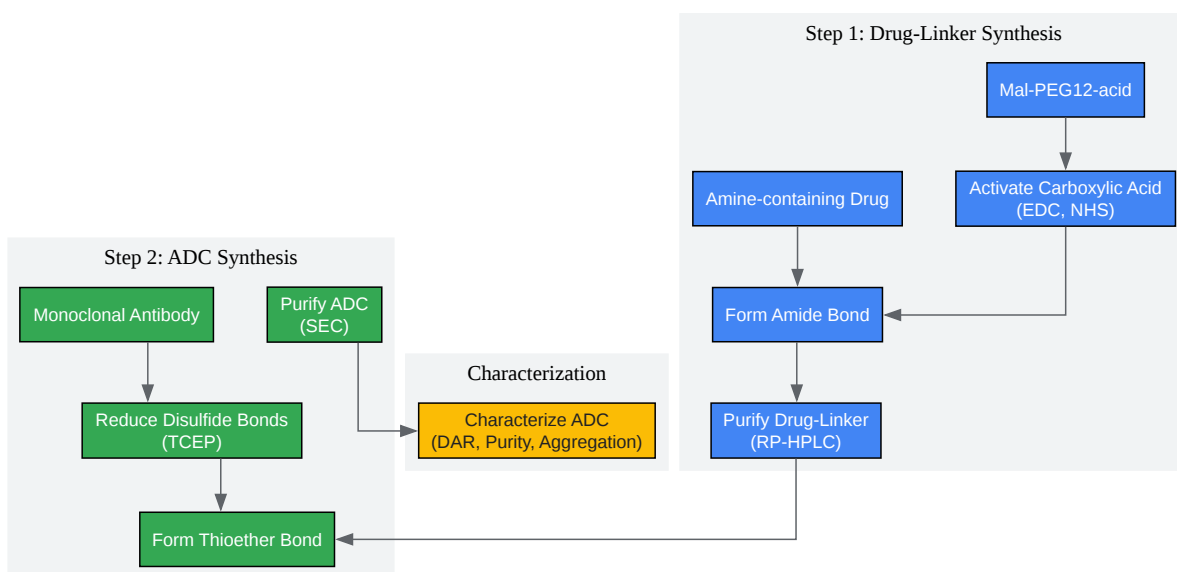 Step 1: Drug-Linker Synthesis
Mal-PEG12-acid
Amine-containing Drug
Activate Carboxylic Acid
(EDC, NHS)
Form Amide Bond
Purify Drug-Linker
(RP-HPLC)
Step 2: ADC Synthesis
Monoclonal Antibody
Purify ADC
(SEC)
Reduce Disulfide Bonds
(TCEP)
Form Thioether Bond
Characterization
Characterize ADC
(DAR, Purity, Aggregation)